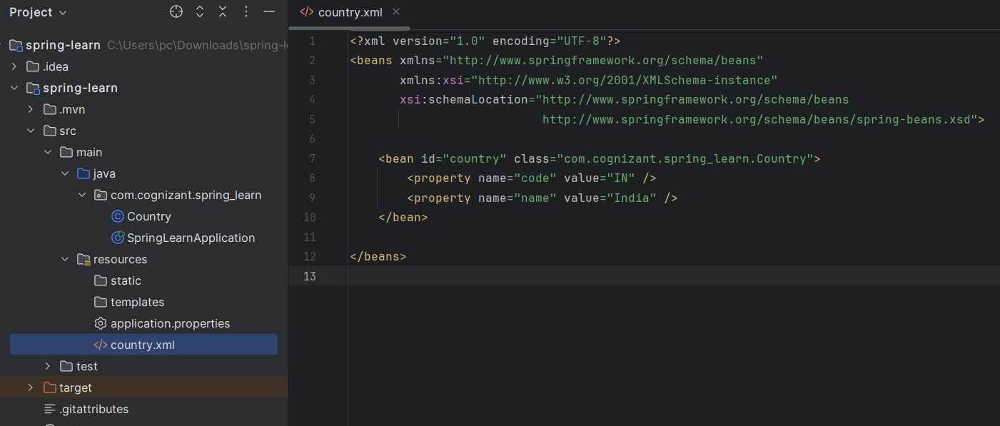 Project
spring-learn C:\Users\pc\Downloads\spring-l
.idea
spring-learn
.mvn
src
main
java
com.cognizant.spring_learn
Country
SpringLearnApplication
resources
static
templates
application.properties
country.xml
test
target
.gitattributes
country.xml
1 <?xml version="1.0" encoding="UTF-8"?>
2 <beans xmlns="http://www.springframework.org/schema/beans"
3 xmlns:xsi="http://www.w3.org/2001/XMLSchema-instance"
4 xsi:schemaLocation="http://www.springframework.org/schema/beans
5 http://www.springframework.org/schema/beans/spring-beans.xsd">
6
7 <bean id="country" class="com.cognizant.spring_learn.Country">
8 <property name="code" value="IN" />
9 <property name="name" value="India" />
10 </bean>
11
12 </beans>
13